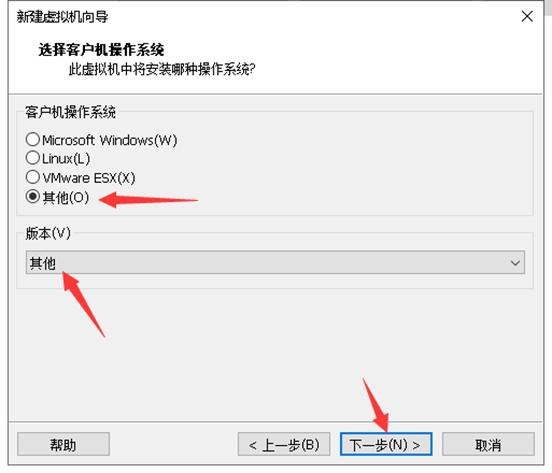 新建虚拟机向导
选择客户机操作系统
此虚拟机中将安装哪种操作系统?
客户机操作系统
Microsoft Windows(W)
Linux(L)
VMware ESX(X)
其他(O)
版本(V)
其他
帮助
< 上一步(B)
下一步(N) >
取消